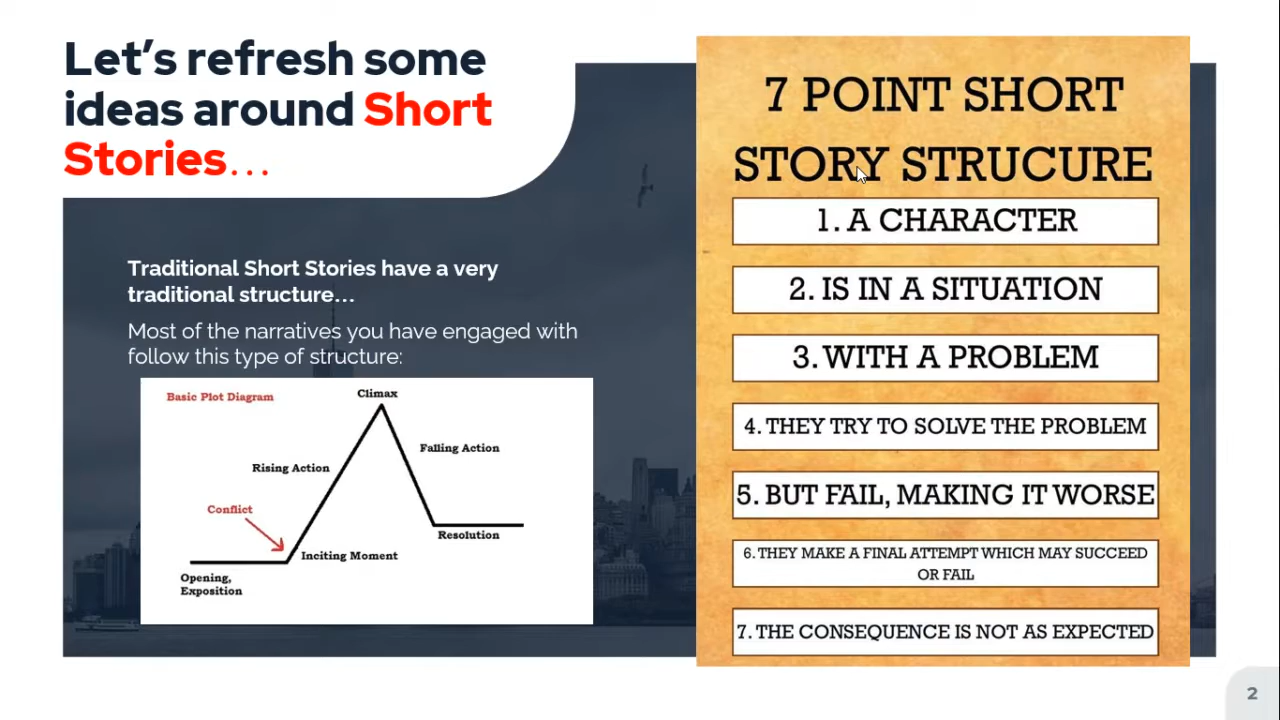 Let's refresh some
ideas around Short
Stories...
Traditional Short Stories have a very
traditional structure...
Most of the narratives you have engaged with
follow this type of structure:
Basic Plot Diagram
Climax
Falling Action
Rising Action
Conflict
Resolution
Inciting Moment
Opening,
Exposition
7 POINT SHORT
STORY STRUCURE
1. A CHARACTER
2. IS IN A SITUATION
3. WITH A PROBLEM
4. THEY TRY TO SOLVE THE PROBLEM
5. BUT FAIL, MAKING IT WORSE
6. THEY MAKE A FINAL ATTEMPT WHICH MAY SUCCEED
OR FAIL
7. THE CONSEQUENCE IS NOT AS EXPECTED
2